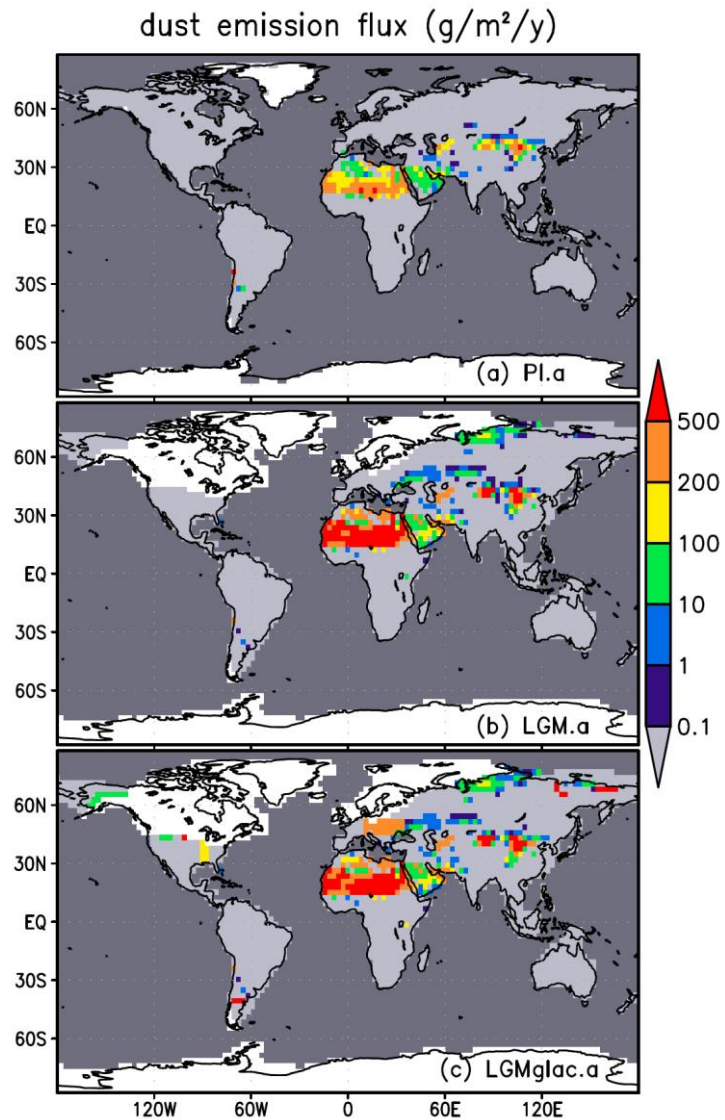 dust emission flux (g/m²/y)
60N
30N
EQ
30S
60S
(a) PI.a
60N
30N
EQ
30S
60S
(b) LGM.a
500
200
100
10
1
0.1
60N
30N
EQ
30S
60S
(c) LGMglac.a
120W
60W
0
60E
120E